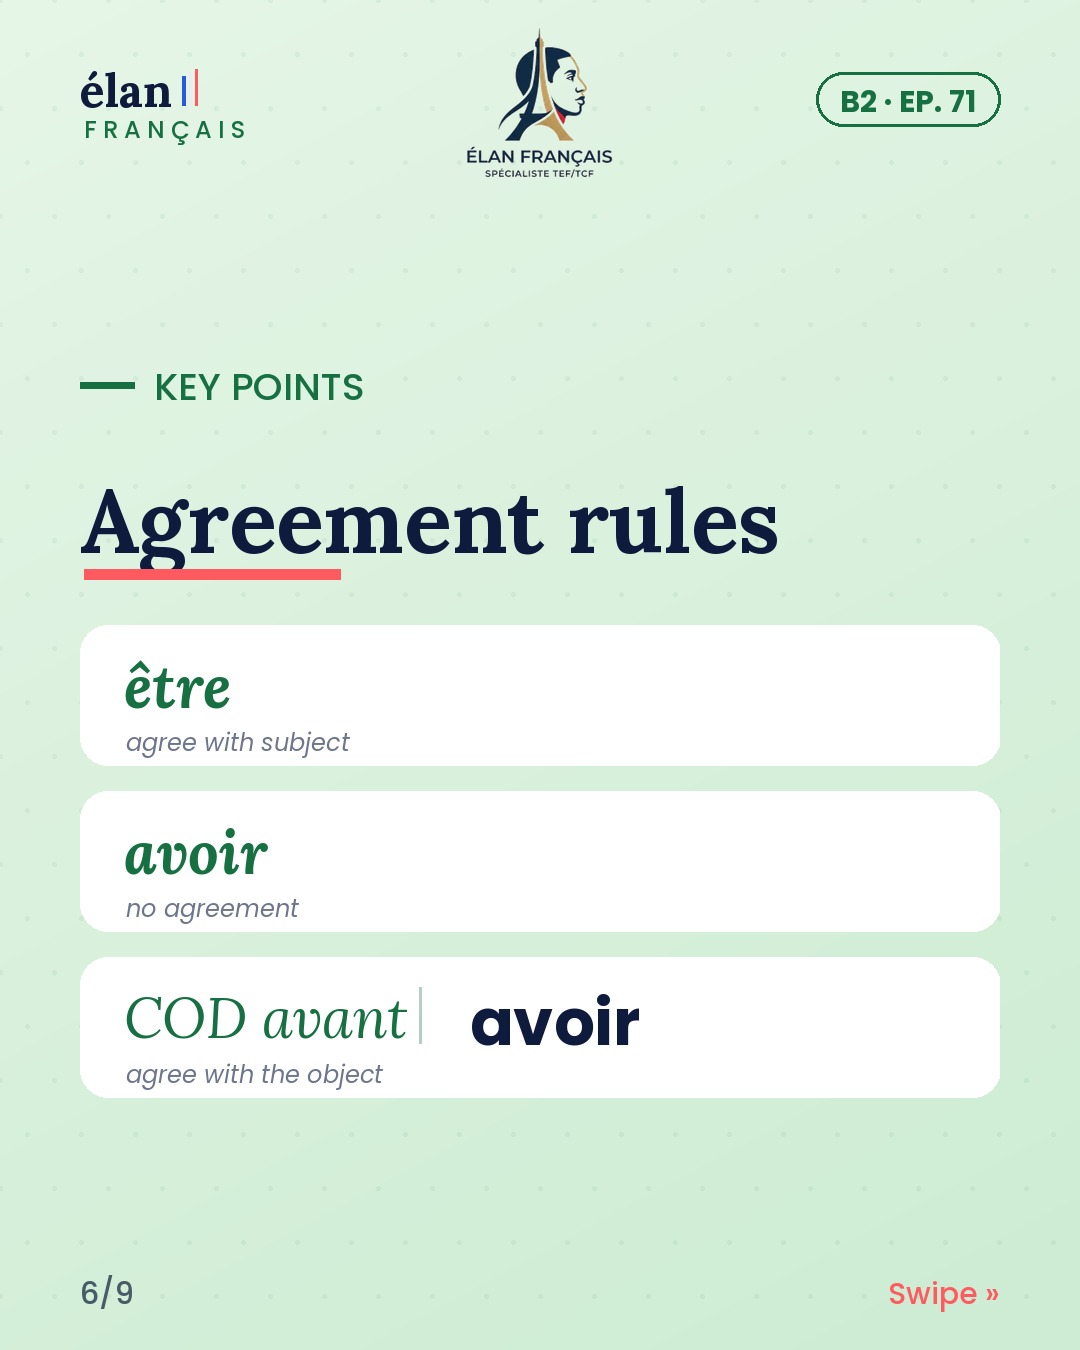 élan
FRANÇAIS
ÉLAN FRANÇAIS
SPÉCIALISTE TEF/TCF
B2 · EP. 71
KEY POINTS
Agreement rules
être
agree with subject
avoir
no agreement
COD avant avoir
agree with the object
6/9
Swipe »